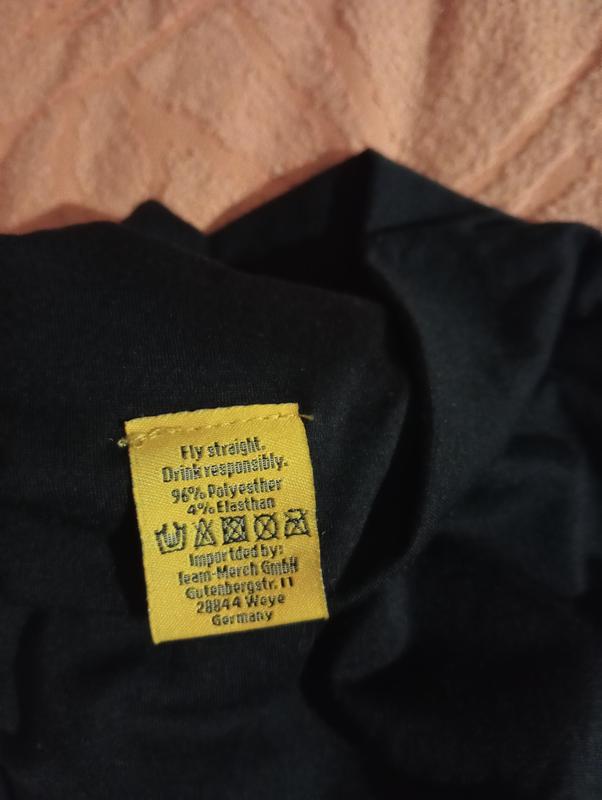 Fly straight.
Drink responsibly.
96% Polyesther
4% Elasthan
Importded by:
Team-Merch GmbH
Gutenbergstr. 11
28844 Weye
Germany